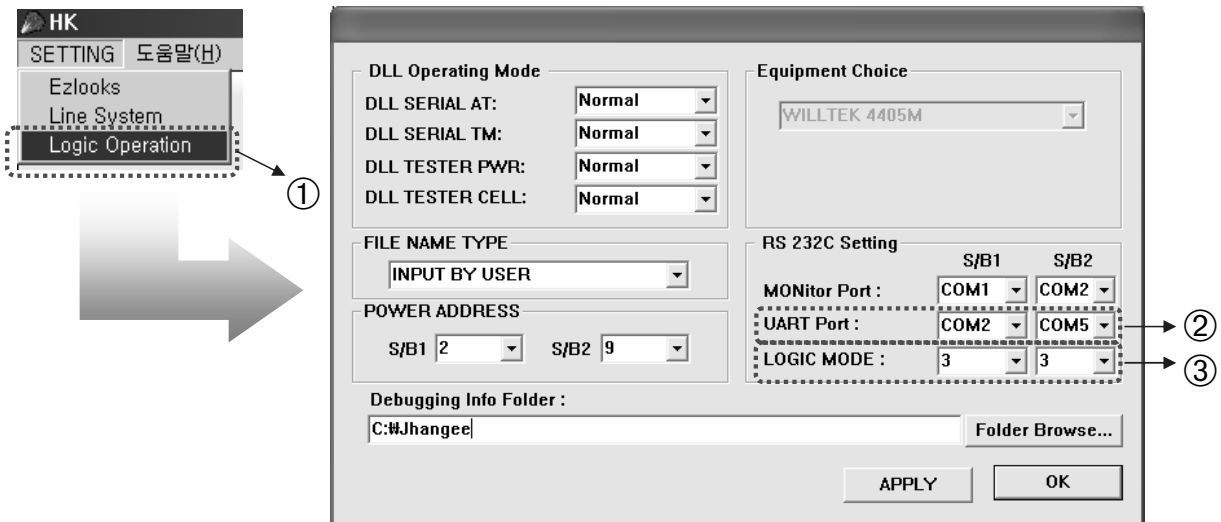 HK
SETTING 도움말(H)
Ezlooks
Line System
Logic Operation
①
DLL Operating Mode
DLL SERIAL AT: Normal
DLL SERIAL TM: Normal
DLL TESTER PWR: Normal
DLL TESTER CELL: Normal
Equipment Choice
WILLTEK 4405M
FILE NAME TYPE
INPUT BY USER
POWER ADDRESS
S/B1 2 S/B2 9
RS 232C Setting
S/B1 S/B2
MONitor Port : COM1 COM2
UART Port : COM2 COM5 ②
LOGIC MODE : 3 3 ③
Debugging Info Folder :
C:₩Jhangee Folder Browse...
APPLY OK